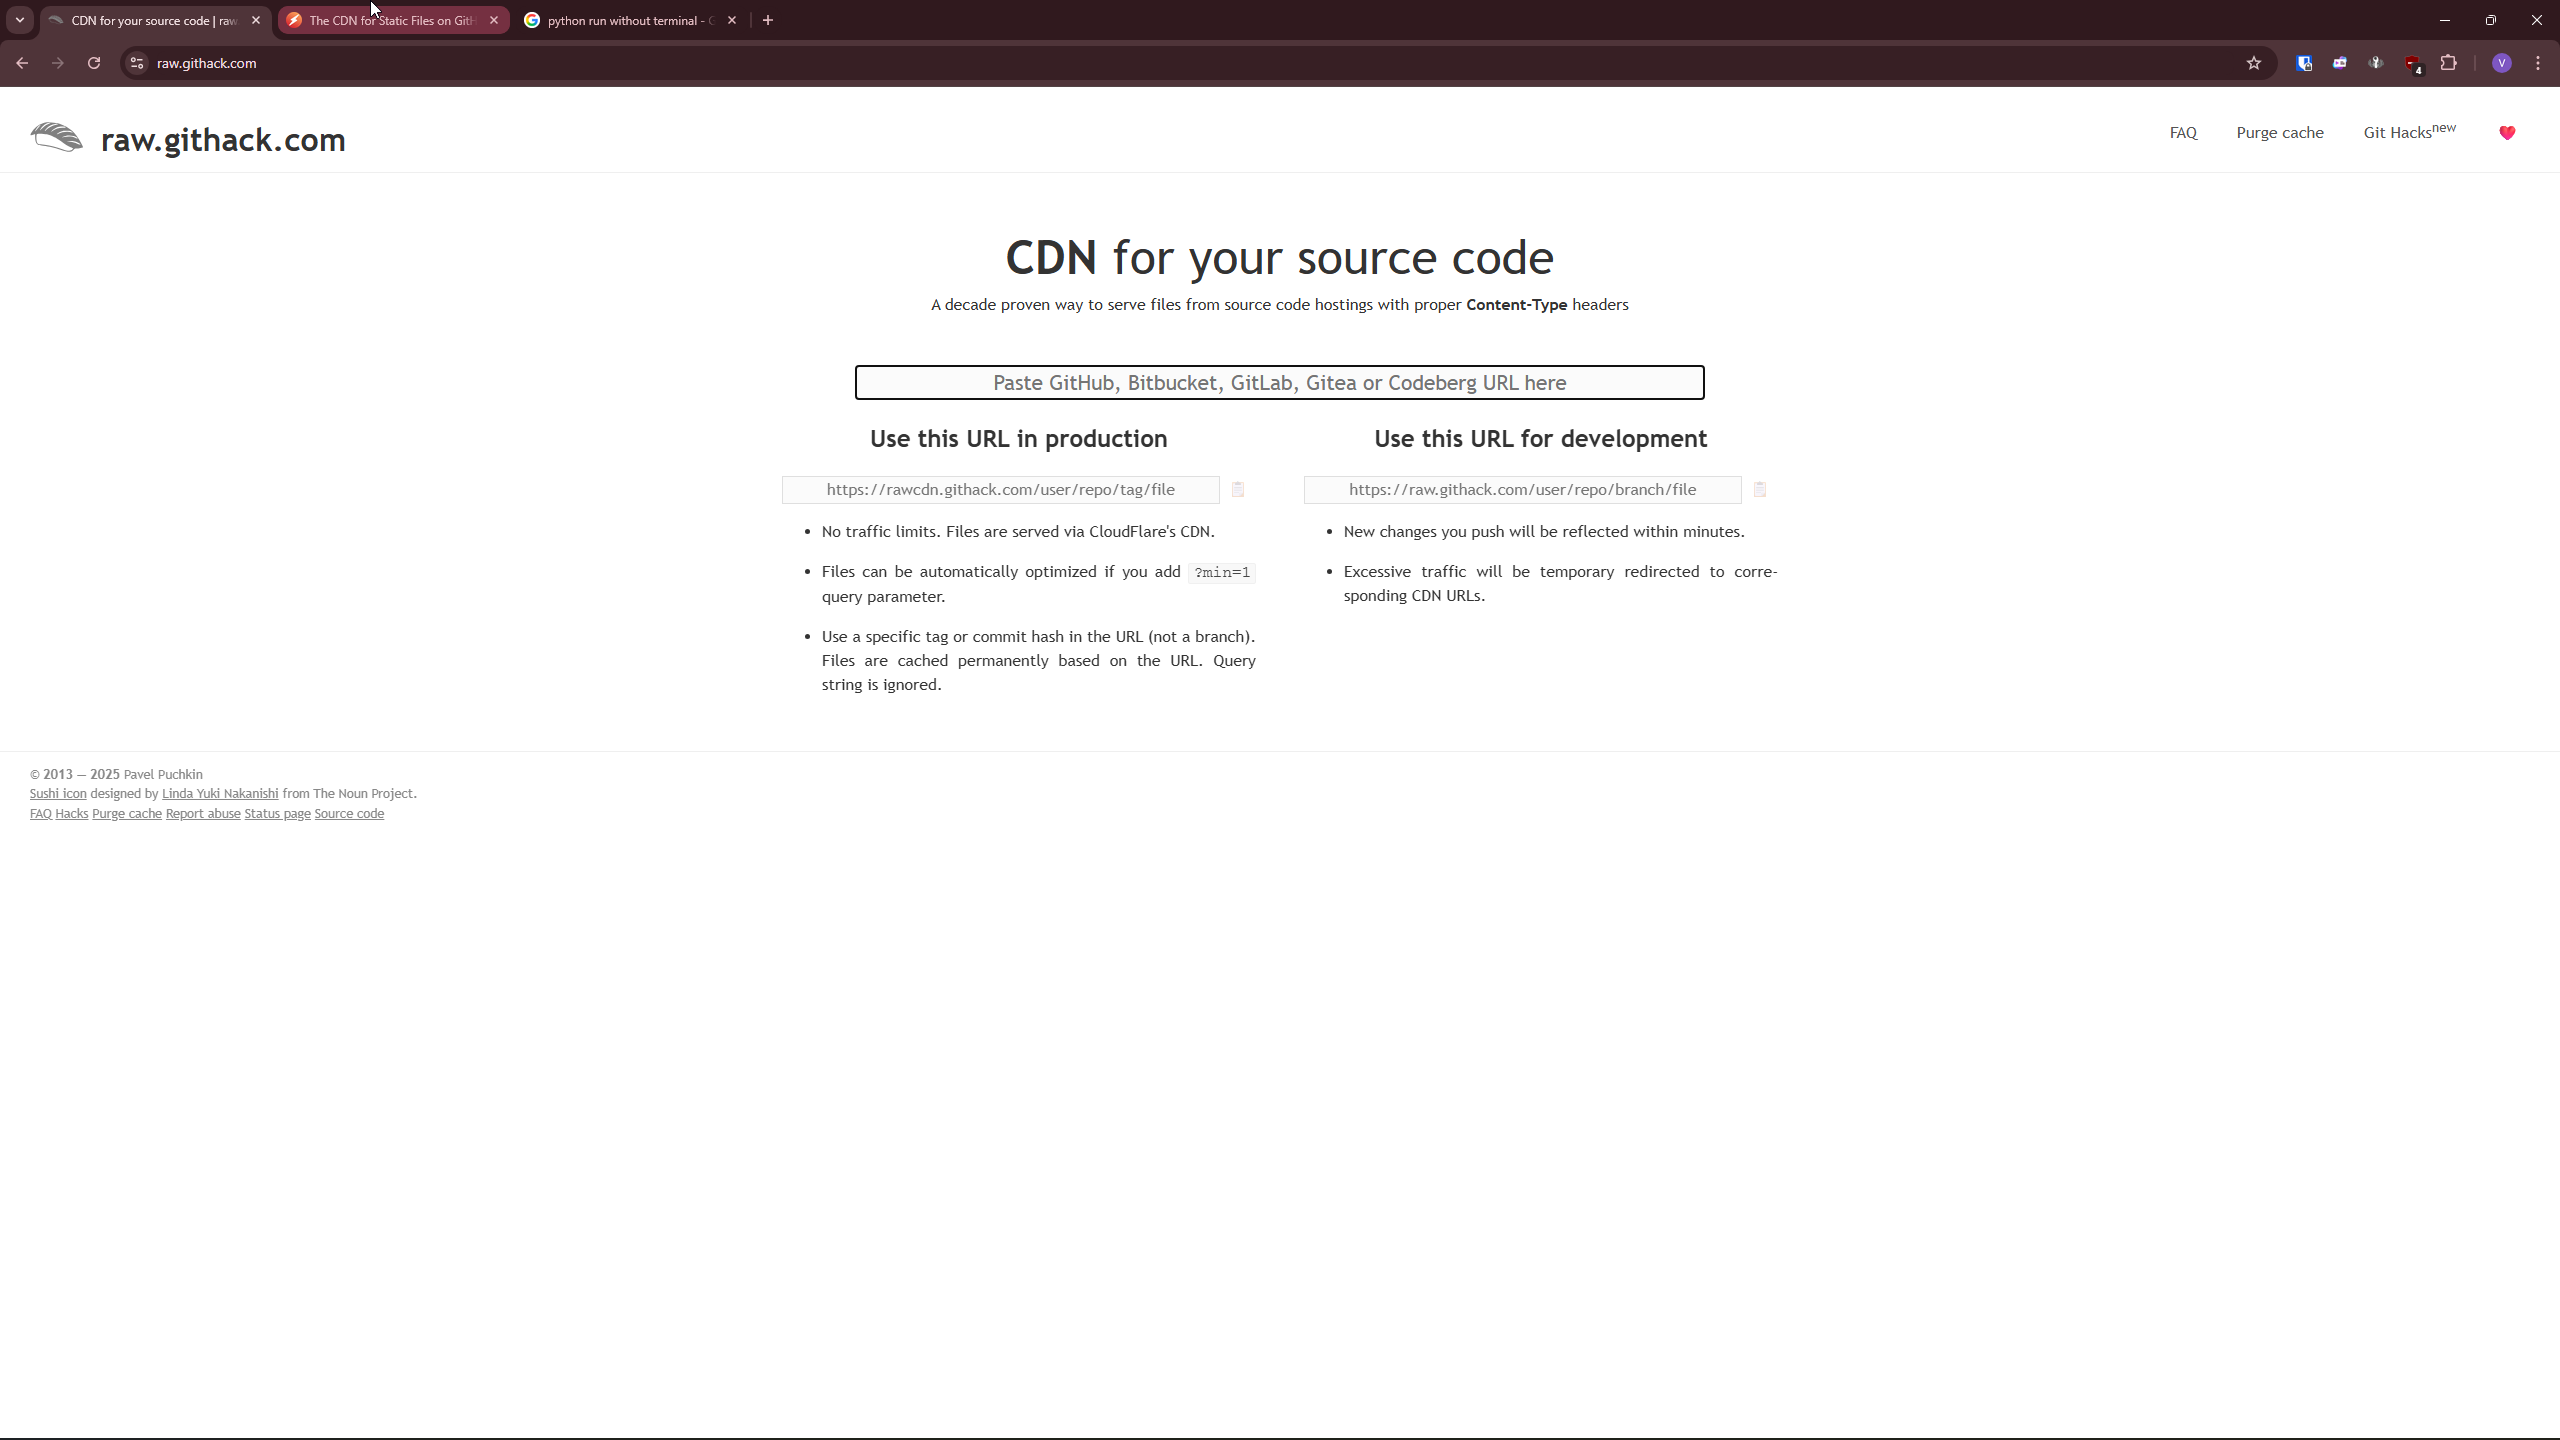 CDN for your source code | raw
The CDN for Static Files on GitH
python run without terminal - G
raw.githack.com
4
V
raw.githack.com
FAQ
Purge cache
Git Hacksnew
CDN for your source code
A decade proven way to serve files from source code hostings with proper Content-Type headers
Paste GitHub, Bitbucket, GitLab, Gitea or Codeberg URL here
Use this URL in production
https://rawcdn.githack.com/user/repo/tag/file
• No traffic limits. Files are served via CloudFlare's CDN.
• Files can be automatically optimized if you add ?min=1
query parameter.
• Use a specific tag or commit hash in the URL (not a branch).
Files are cached permanently based on the URL. Query
string is ignored.
Use this URL for development
https://raw.githack.com/user/repo/branch/file
• New changes you push will be reflected within minutes.
• Excessive traffic will be temporary redirected to corre-
sponding CDN URLs.
© 2013 — 2025 Pavel Puchkin
Sushi icon designed by Linda Yuki Nakanishi from The Noun Project.
FAQ Hacks Purge cache Report abuse Status page Source code